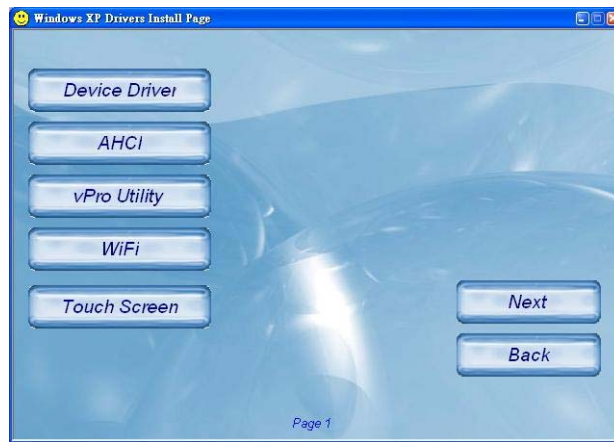 Windows XP Drivers Install Page
Device Driver
AHCI
vPro Utility
WiFi
Touch Screen
Next
Back
Page 1